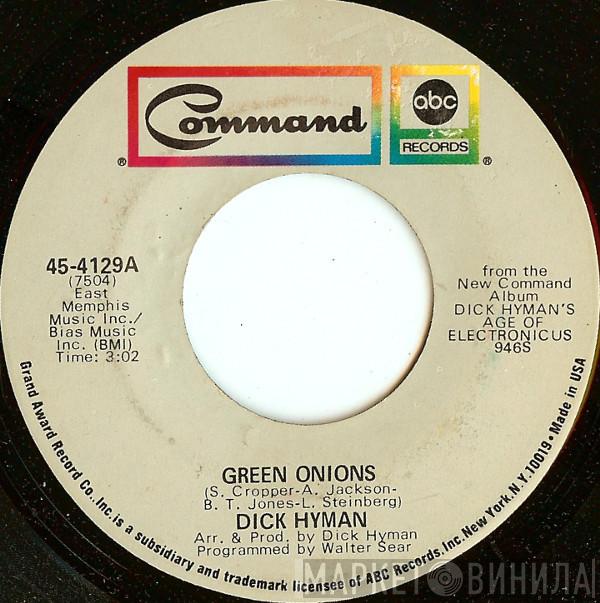 Command
abc
RECORDS
®
®
45-4129A
(7504)
East
Memphis
Music Inc./
Bias Music
Inc. (BMI)
Time: 3:02
from the
New Command
Album
DICK HYMAN'S
AGE OF
ELECTRONICUS
946S
GREEN ONIONS
(S. Cropper-A. Jackson-
B. T. Jones-L. Steinberg)
DICK HYMAN
Arr. & Prod. by Dick Hyman
Programmed by Walter Sear
Grand Award Record Co., Inc. is a subsidiary and trademark licensee of ABC Records, Inc. New York, N.Y. 10019 • Made in USA
МАРКЕТ ВИНИЛА